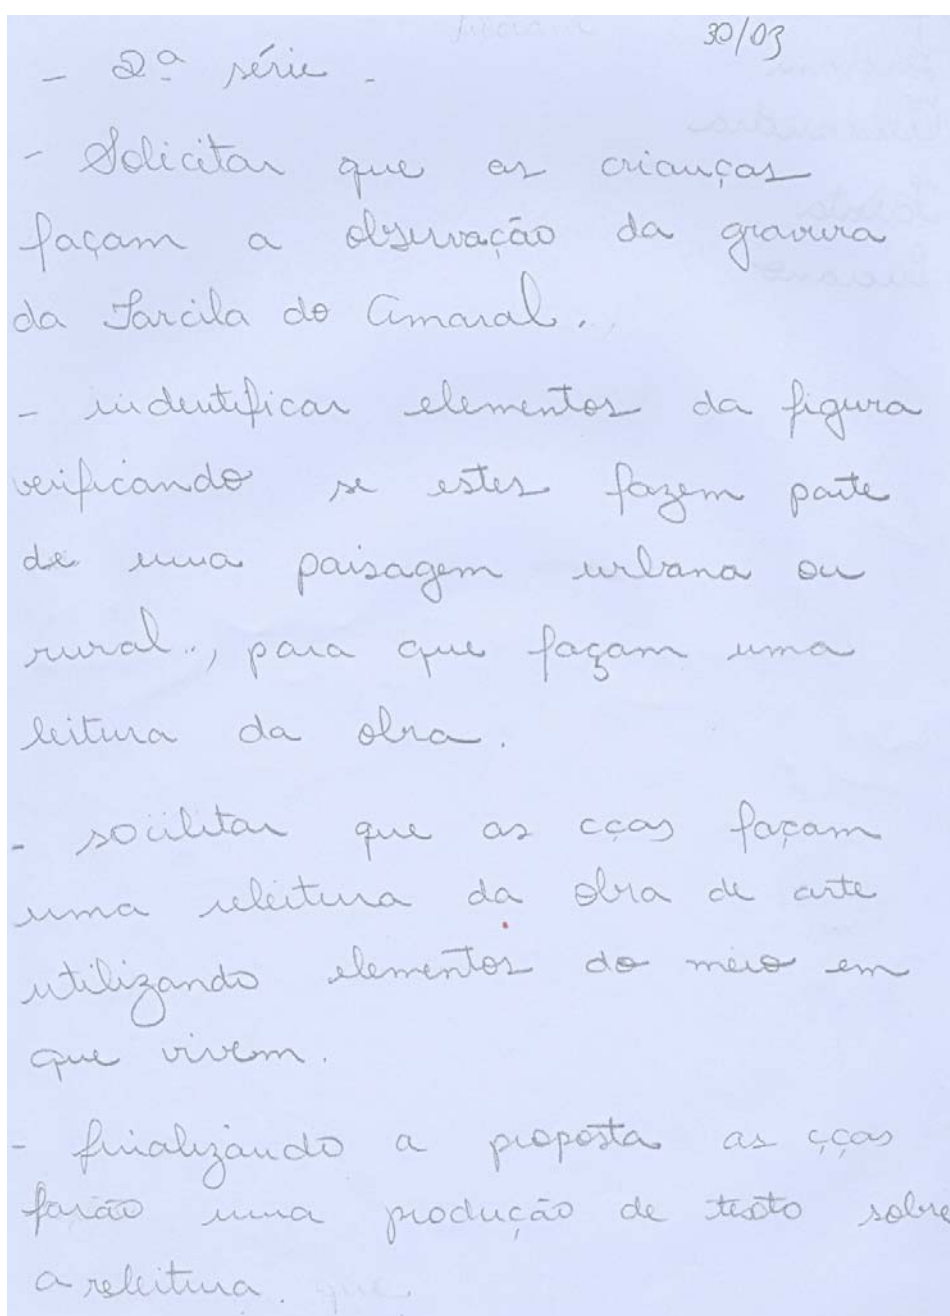 30/03
- 2ª série -
- Solicitar que as crianças
façam a observação da gravura
da Tarcila do Amaral.
- indentificar elementos da figura
verificando se estes fazem parte
de uma paisagem urbana ou
rural., para que façam uma
leitura da obra.
- socilitar que as cças façam
uma releitura da obra de arte
utilizando elementos do meio em
que vivem.
- finalizando a proposta as cças
farão uma produção de texto sobre
a releitura. que